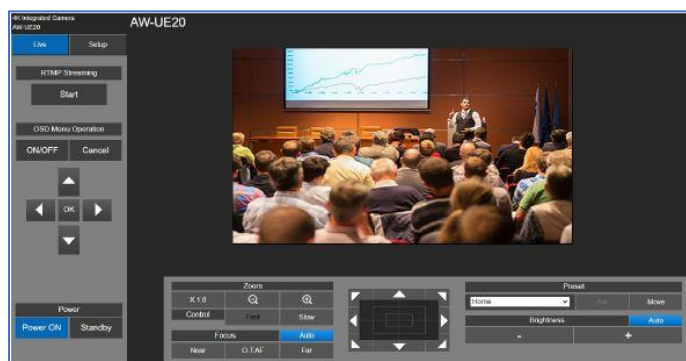 4K Integrated Camera
AW-UE20
AW-UE20
Live Setup
RTMP Streaming
Start
OSD Menu Operation
ON/OFF Cancel
OK
Power
Power ON Standby
Zoom
X 1.0
Control Fast Slow
Focus Auto
Near O.T.AF Far
Preset
Home Set Move
Brightness Auto
- +